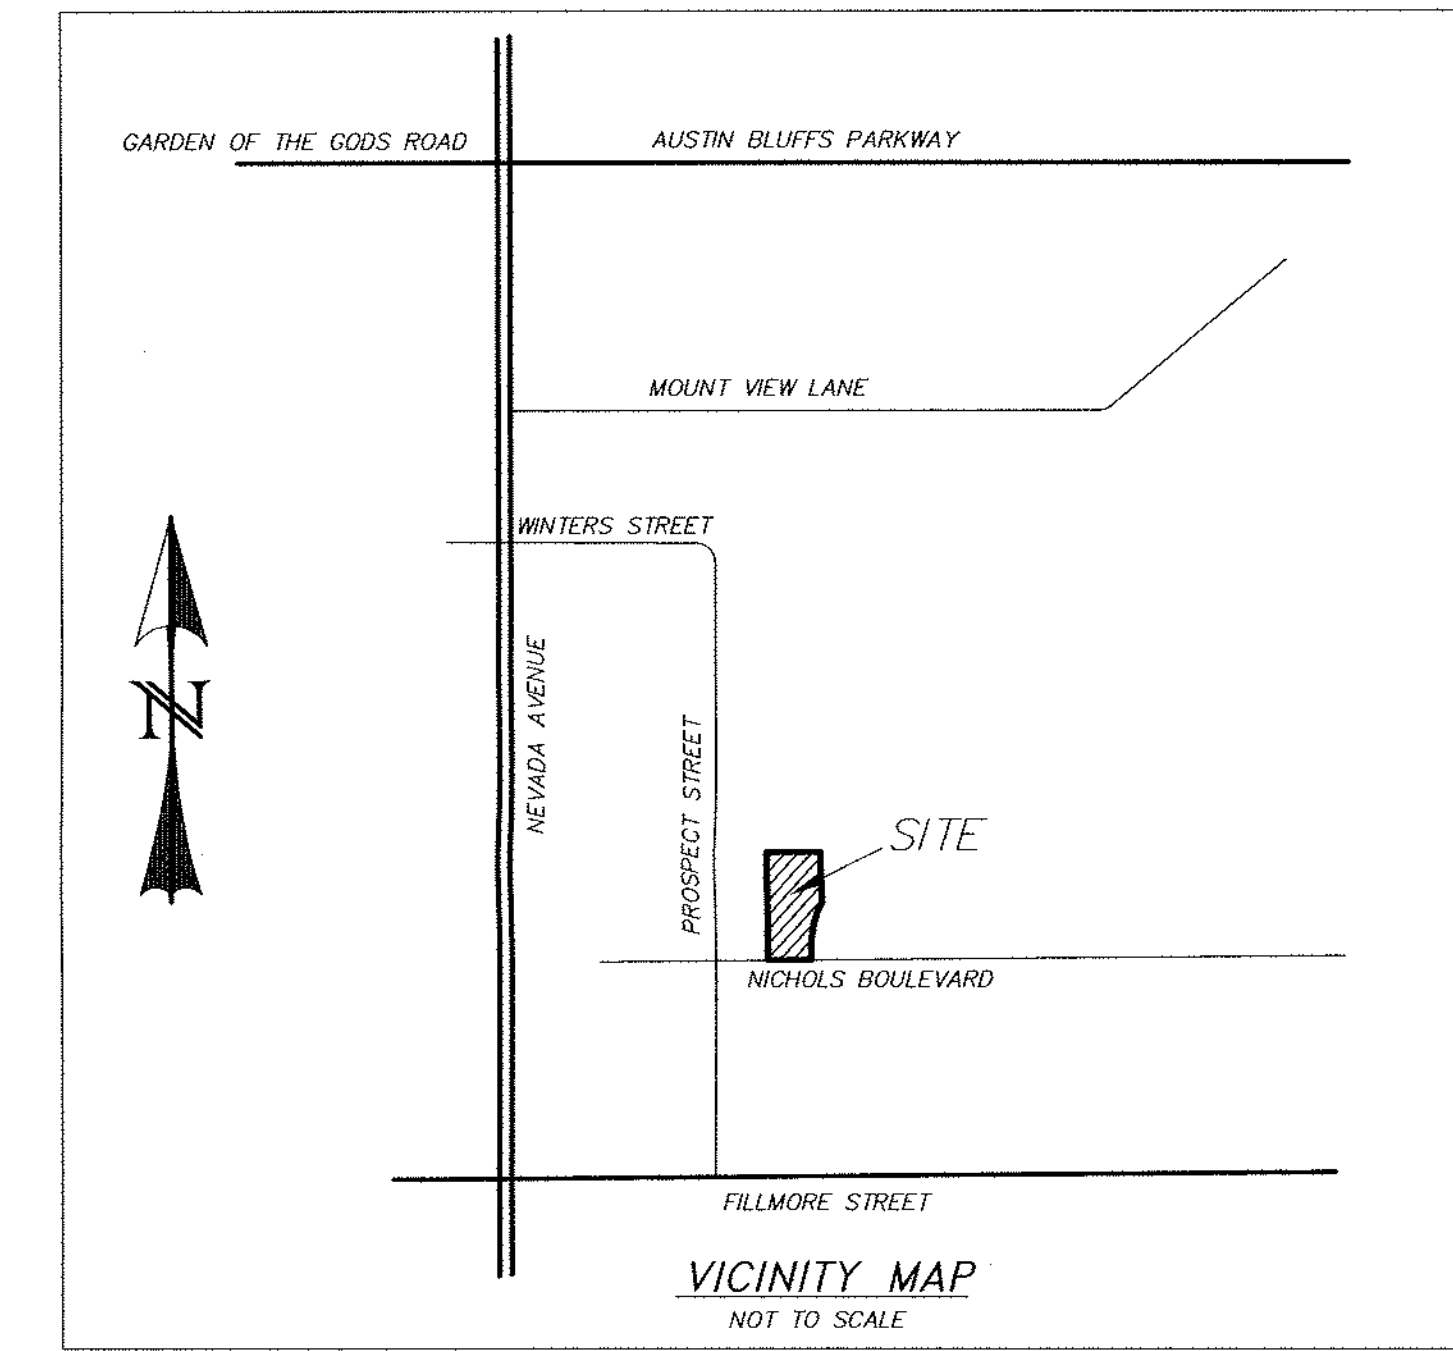 GARDEN OF THE GODS ROAD
AUSTIN BLUFFS PARKWAY
MOUNT VIEW LANE
WINTERS STREET
NEVADA AVENUE
N
PROSPECT STREET
SITE
NICHOLS BOULEVARD
FILLMORE STREET
VICINITY MAP
NOT TO SCALE